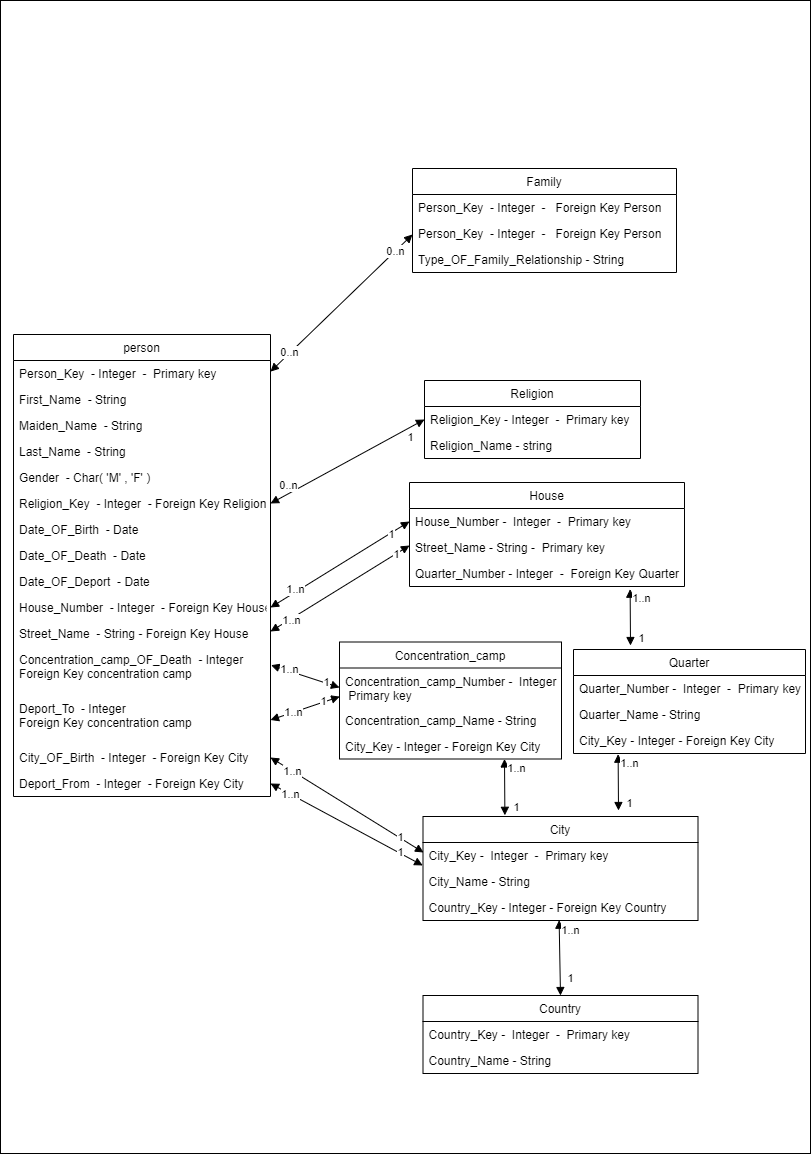 Family
Person_Key - Integer - Foreign Key Person
Person_Key - Integer - Foreign Key Person
Type_OF_Family_Relationship - String
0..n
0..n
person
Person_Key - Integer - Primary key
First_Name - String
Maiden_Name - String
Last_Name - String
Gender - Char( 'M' , 'F' )
Religion_Key - Integer - Foreign Key Religion
Date_OF_Birth - Date
Date_OF_Death - Date
Date_OF_Deport - Date
House_Number - Integer - Foreign Key House
Street_Name - String - Foreign Key House
Concentration_camp_OF_Death - Integer
Foreign Key concentration camp
Deport_To - Integer
Foreign Key concentration camp
City_OF_Birth - Integer - Foreign Key City
Deport_From - Integer - Foreign Key City
Religion
Religion_Key - Integer - Primary key
Religion_Name - string
1
0..n
House
House_Number - Integer - Primary key
Street_Name - String - Primary key
Quarter_Number - Integer - Foreign Key Quarter
1
1
1..n
1..n
1..n
1
Concentration_camp
Concentration_camp_Number - Integer
Primary key
Concentration_camp_Name - String
City_Key - Integer - Foreign Key City
1..n
1
1
1..n
Quarter
Quarter_Number - Integer - Primary key
Quarter_Name - String
City_Key - Integer - Foreign Key City
1..n
1
1..n
1
1..n
1..n
1
1
City
City_Key - Integer - Primary key
City_Name - String
Country_Key - Integer - Foreign Key Country
1..n
1
Country
Country_Key - Integer - Primary key
Country_Name - String